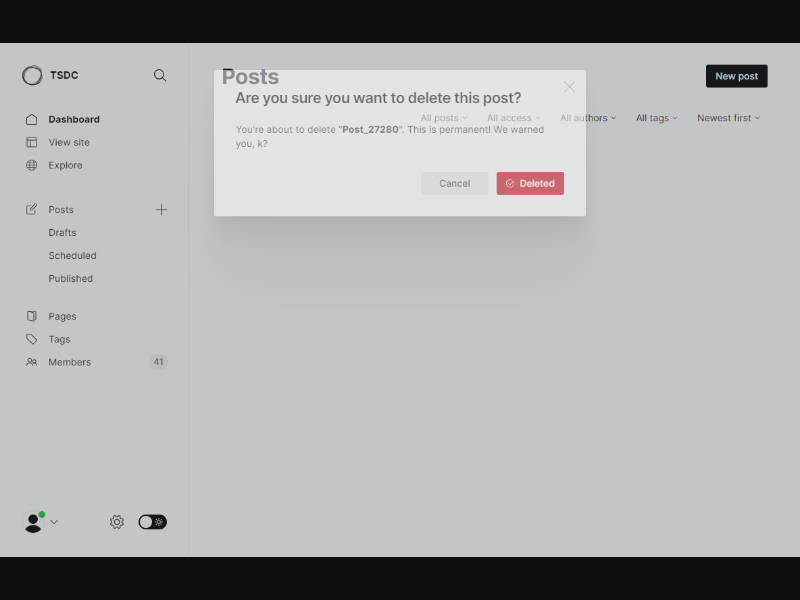 TSDC
Dashboard
View site
Explore
Posts
Drafts
Scheduled
Published
Pages
Tags
Members 41
Posts
New post
All posts All access All authors All tags Newest first
Are you sure you want to delete this post?
You're about to delete "Post_27280". This is permanent! We warned
you, k?
Cancel Deleted